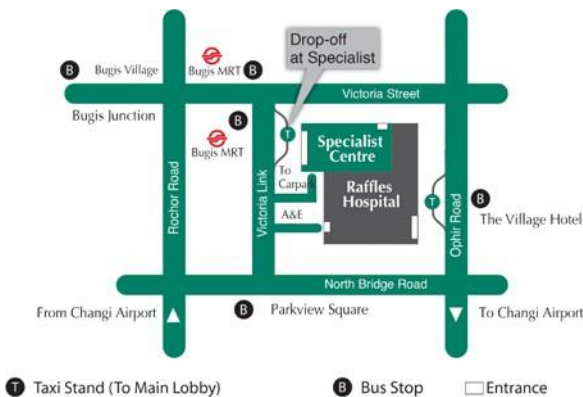 Drop-off
at Specialist
B
Bugis Village
Bugis MRT
B
Victoria Street
Bugis Junction
B
Bugis MRT
T
Specialist
Centre
To
Carpark
Raffles
Hospital
Rochor Road
Victoria Link
A&E
T
Ophir Road
B
The Village Hotel
North Bridge Road
From Changi Airport
B
Parkview Square
To Changi Airport
T Taxi Stand (To Main Lobby)
B Bus Stop
Entrance